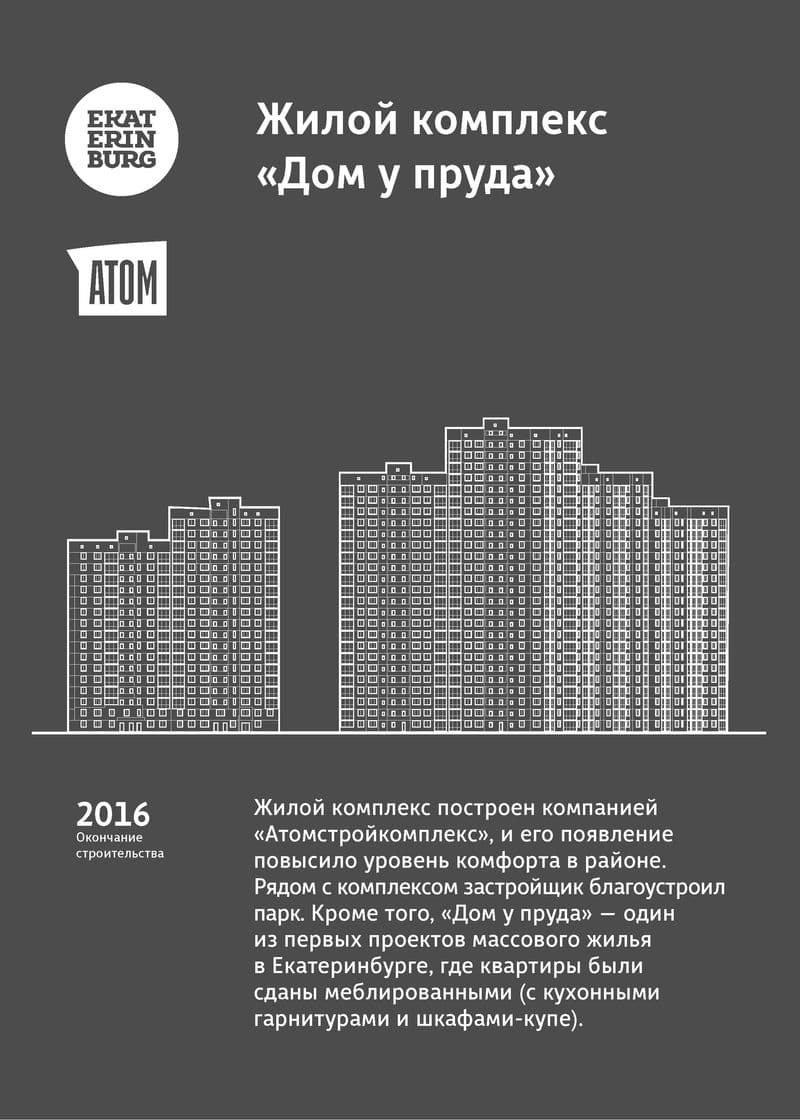 EKAT
ERIN
BURG
Жилой комплекс
«Дом у пруда»
АТОМ
2016
Окончание
строительства
Жилой комплекс построен компанией
«Атомстройкомплекс», и его появление
повысило уровень комфорта в районе.
Рядом с комплексом застройщик благоустроил
парк. Кроме того, «Дом у пруда» — один
из первых проектов массового жилья
в Екатеринбурге, где квартиры были
сданы меблированными (с кухонными
гарнитурами и шкафами-купе).